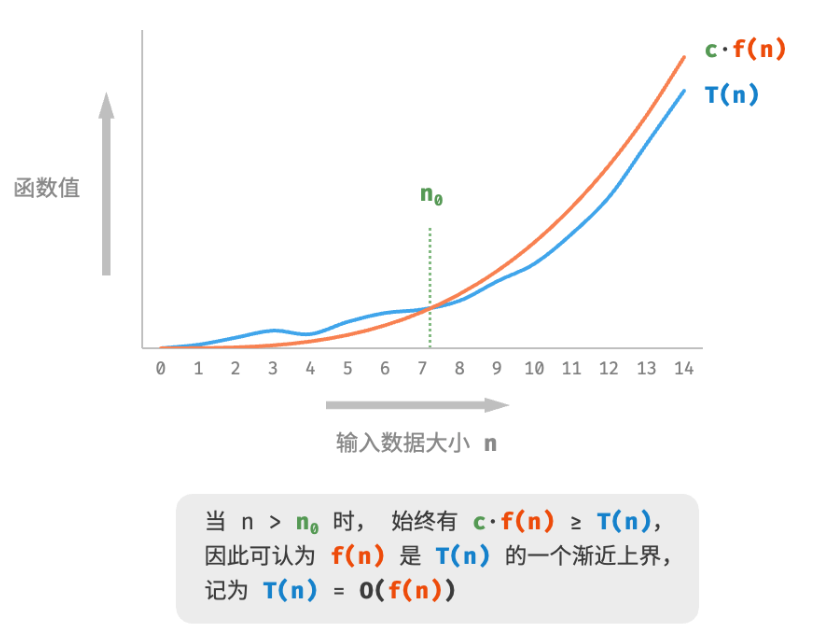 c·f(n)
T(n)
函数值
n₀
0 1 2 3 4 5 6 7 8 9 10 11 12 13 14
输入数据大小 n
当 n > n₀ 时， 始终有 c·f(n) ≥ T(n)，
因此可认为 f(n) 是 T(n) 的一个渐近上界，
记为 T(n) = O(f(n))